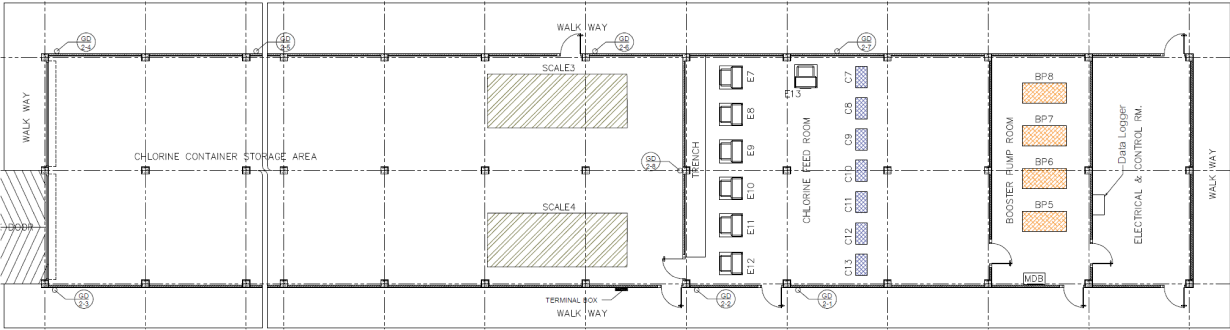 WALK WAY
GD
2-4
GD
2-5
GD
2-6
GD
2-7
SCALE3
E7
E8
E9
E10
E11
E12
E13
C7
C8
C9
C10
C11
C12
C13
BP8
BP7
BP6
BP5
WALK WAY
CHLORINE CONTAINER STORAGE AREA
GD
2-8
TRENCH
CHLORINE FEED ROOM
BOOSTER PUMP ROOM
Data Logger
ELECTRICAL & CONTROL RM.
WALK WAY
SCALE4
DOOR
MDB
GD
2-3
TERMINAL BOX
GD
2-2
GD
2-1
WALK WAY